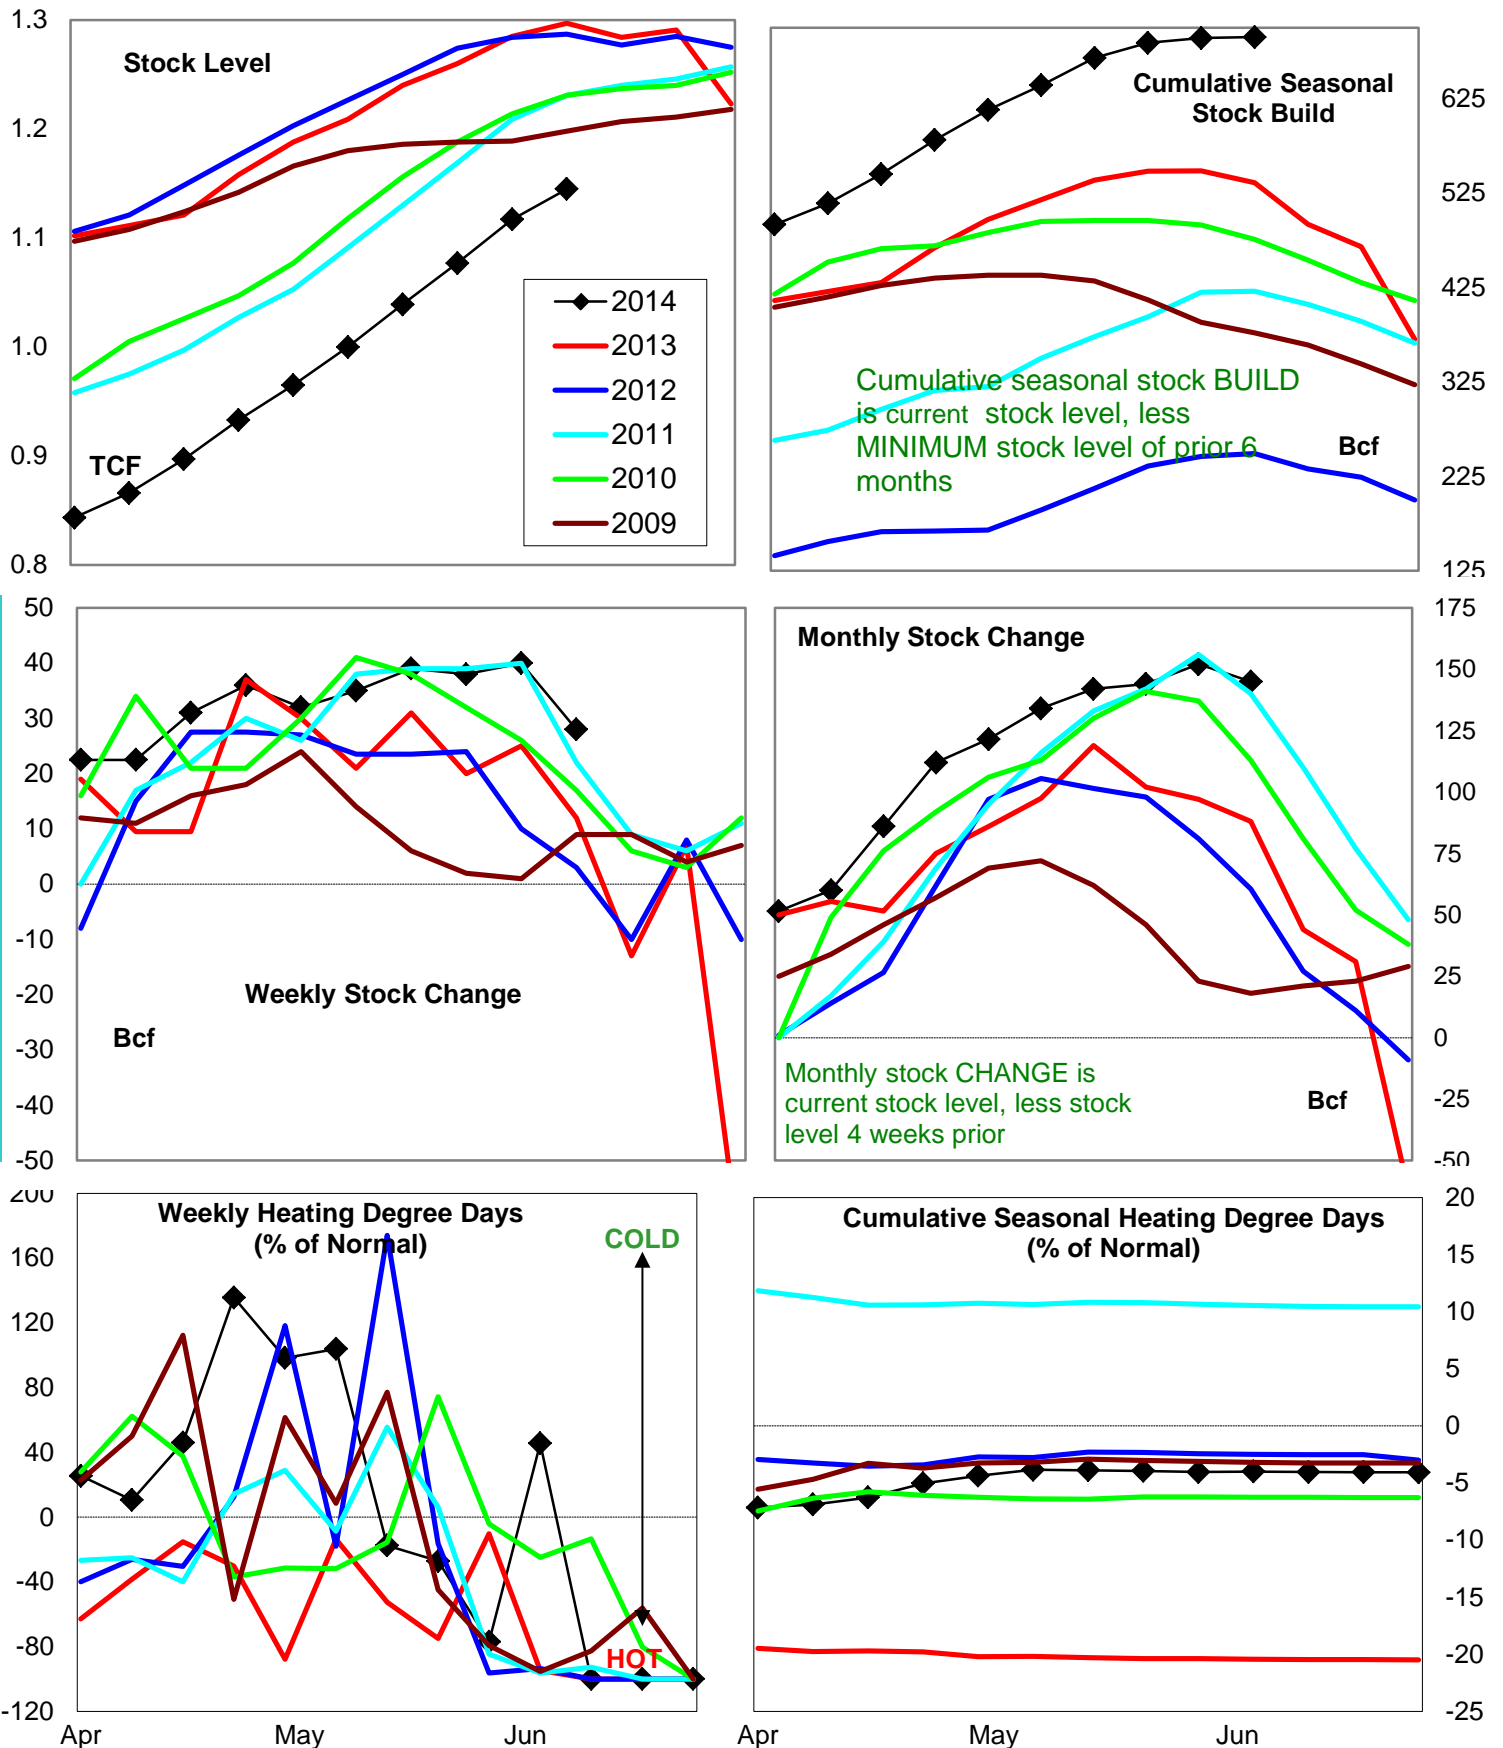 1.3
1.2
1.1
1.0
0.9
0.8
Stock Level
TCF
2014
2013
2012
2011
2010
2009
Cumulative Seasonal
Stock Build
625
525
425
325
225
125
Cumulative seasonal stock BUILD
is current stock level, less
MINIMUM stock level of prior 6
months
Bcf
50
40
30
20
10
0
-10
-20
-30
-40
-50
Weekly Stock Change
Bcf
Monthly Stock Change
175
150
125
100
75
50
25
0
-25
-50
Monthly stock CHANGE is
current stock level, less stock
level 4 weeks prior
Bcf
200
160
120
80
40
0
-40
-80
-120
Weekly Heating Degree Days
(% of Normal)
COLD
HOT
Apr
May
Jun
Cumulative Seasonal Heating Degree Days
(% of Normal)
20
15
10
5
0
-5
-10
-15
-20
-25
Apr
May
Jun